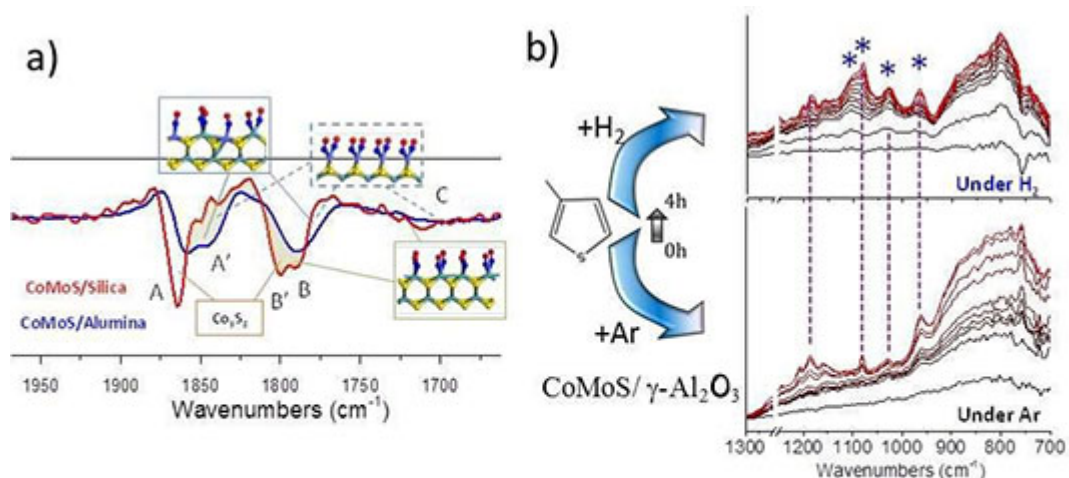 a)
C
A'
A
B' B
CoMoS/Silica
CoMoS/Alumina
1950 1900 1850 1800 1750 1700
Wavenumbers (cm⁻¹)
b)
+H₂
4h
0h
S
+Ar
CoMoS/ γ-Al₂O₃
* * * *
Under H₂
Under Ar
1300 1200 1100 1000 900 800 700
Wavenumbers (cm⁻¹)